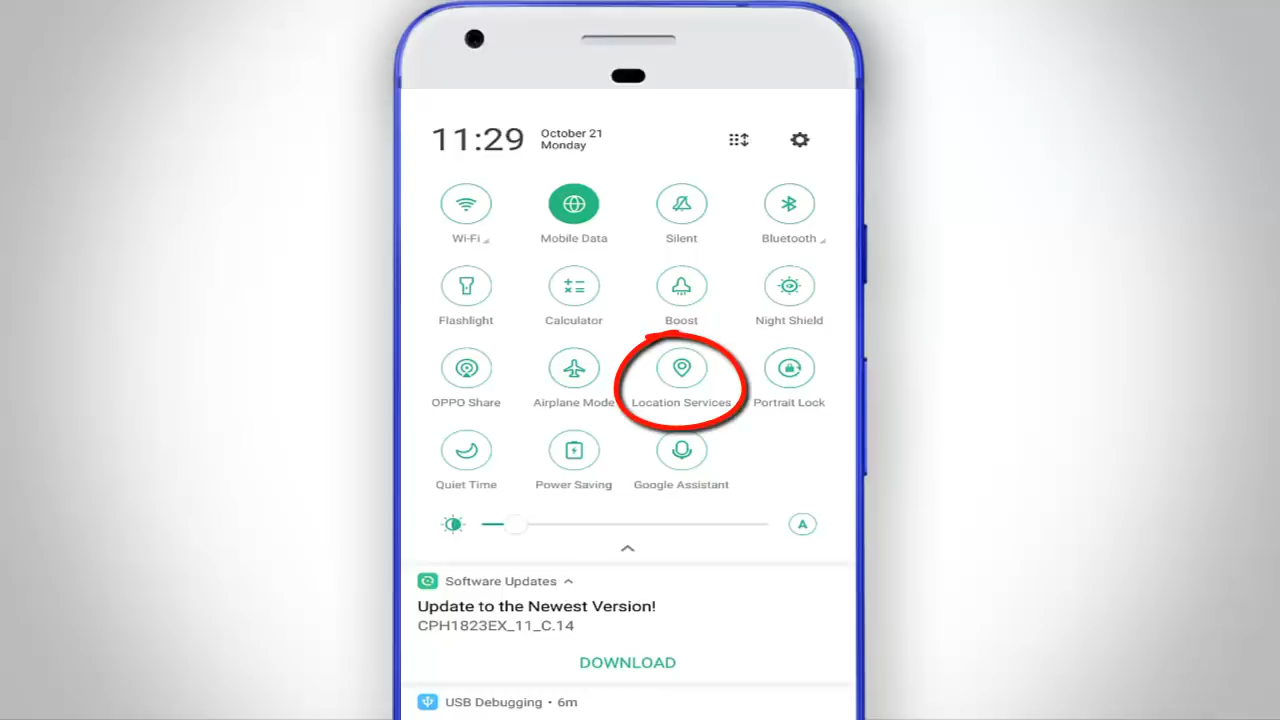 11:29
October 21
Monday
Wi-Fi
Mobile Data
Silent
Bluetooth
Flashlight
Calculator
Boost
Night Shield
OPPO Share
Airplane Mode
Location Services
Portrait Lock
Quiet Time
Power Saving
Google Assistant
A
Software Updates
Update to the Newest Version!
CPH1823EX_11_C.14
DOWNLOAD
USB Debugging • 6m